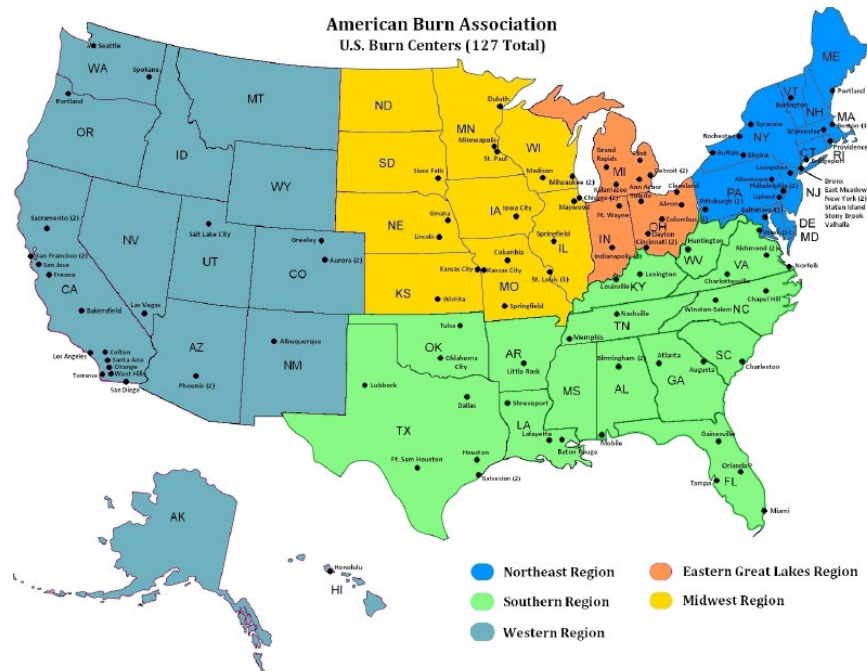 American Burn Association
U.S. Burn Centers (127 Total)
Seattle
WA
Spokane
Portland
OR
MT
ID
WY
Sacramento (2)
NV
Salt Lake City
UT
Greeley
CO
Aurora (2)
San Francisco (2)
San Jose
Fresno
CA
Bakersfield
Las Vegas
Los Angeles
Colton
Santa Ana
Orange
West Hills
Torrance
San Diego
AZ
Phoenix (2)
Albuquerque
NM
ND
SD
Sioux Falls
NE
Omaha
Lincoln
KS
Wichita
MN
Duluth
Minneapolis
St. Paul
WI
Madison
Milwaukee (2)
IA
Iowa City
Chicago (2)
Maywood
Springfield
IL
Columbia
Kansas City
Kansas City
St. Louis (3)
MO
Springfield
Grand
Rapids
MI
Flint
Detroit (2)
Kalamazoo
Ann Arbor
Toledo
Cleveland
Akron
Ft. Wayne
OH
Columbus (2)
Dayton
Cincinnati (2)
IN
Indianapolis (2)
ME
VT
Burlington
NH
Portland
MA
Boston (3)
Worcester
Providence
RI
CT
Bridgeport
Syracuse
Rochester
NY
Buffalo
Elmira
Livingston
Allentown
Philadelphia (2)
PA
Upland
Pittsburgh (2)
Baltimore (2)
Wash,D.C.
NJ
DE
MD
Bronx
East Meadow
New York (2)
Staten Island
Stony Brook
Valhalla
Huntington
WV
Richmond (2)
VA
Norfolk
Charlottesville
Louisville
Lexington
KY
Chapel Hill
Winston-Salem
NC
Nashville
TN
Memphis
Tulsa
OK
Oklahoma
City
AR
Little Rock
Birmingham (2)
Atlanta
SC
Augusta
Charleston
MS
AL
GA
Lubbock
Dallas
TX
Shreveport
LA
Lafayette
Baton Rouge
Mobile
Ft. Sam Houston
Houston
Galveston (2)
Gainesville
Orlando
Tampa
FL
Miami
AK
Honolulu
HI
Northeast Region
Southern Region
Western Region
Eastern Great Lakes Region
Midwest Region